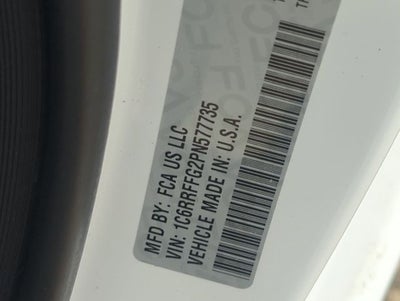 MFD BY: FCA US LLC
VIN: 1C6RRFFG2PN577735
VEHICLE MADE IN: U.S.A.